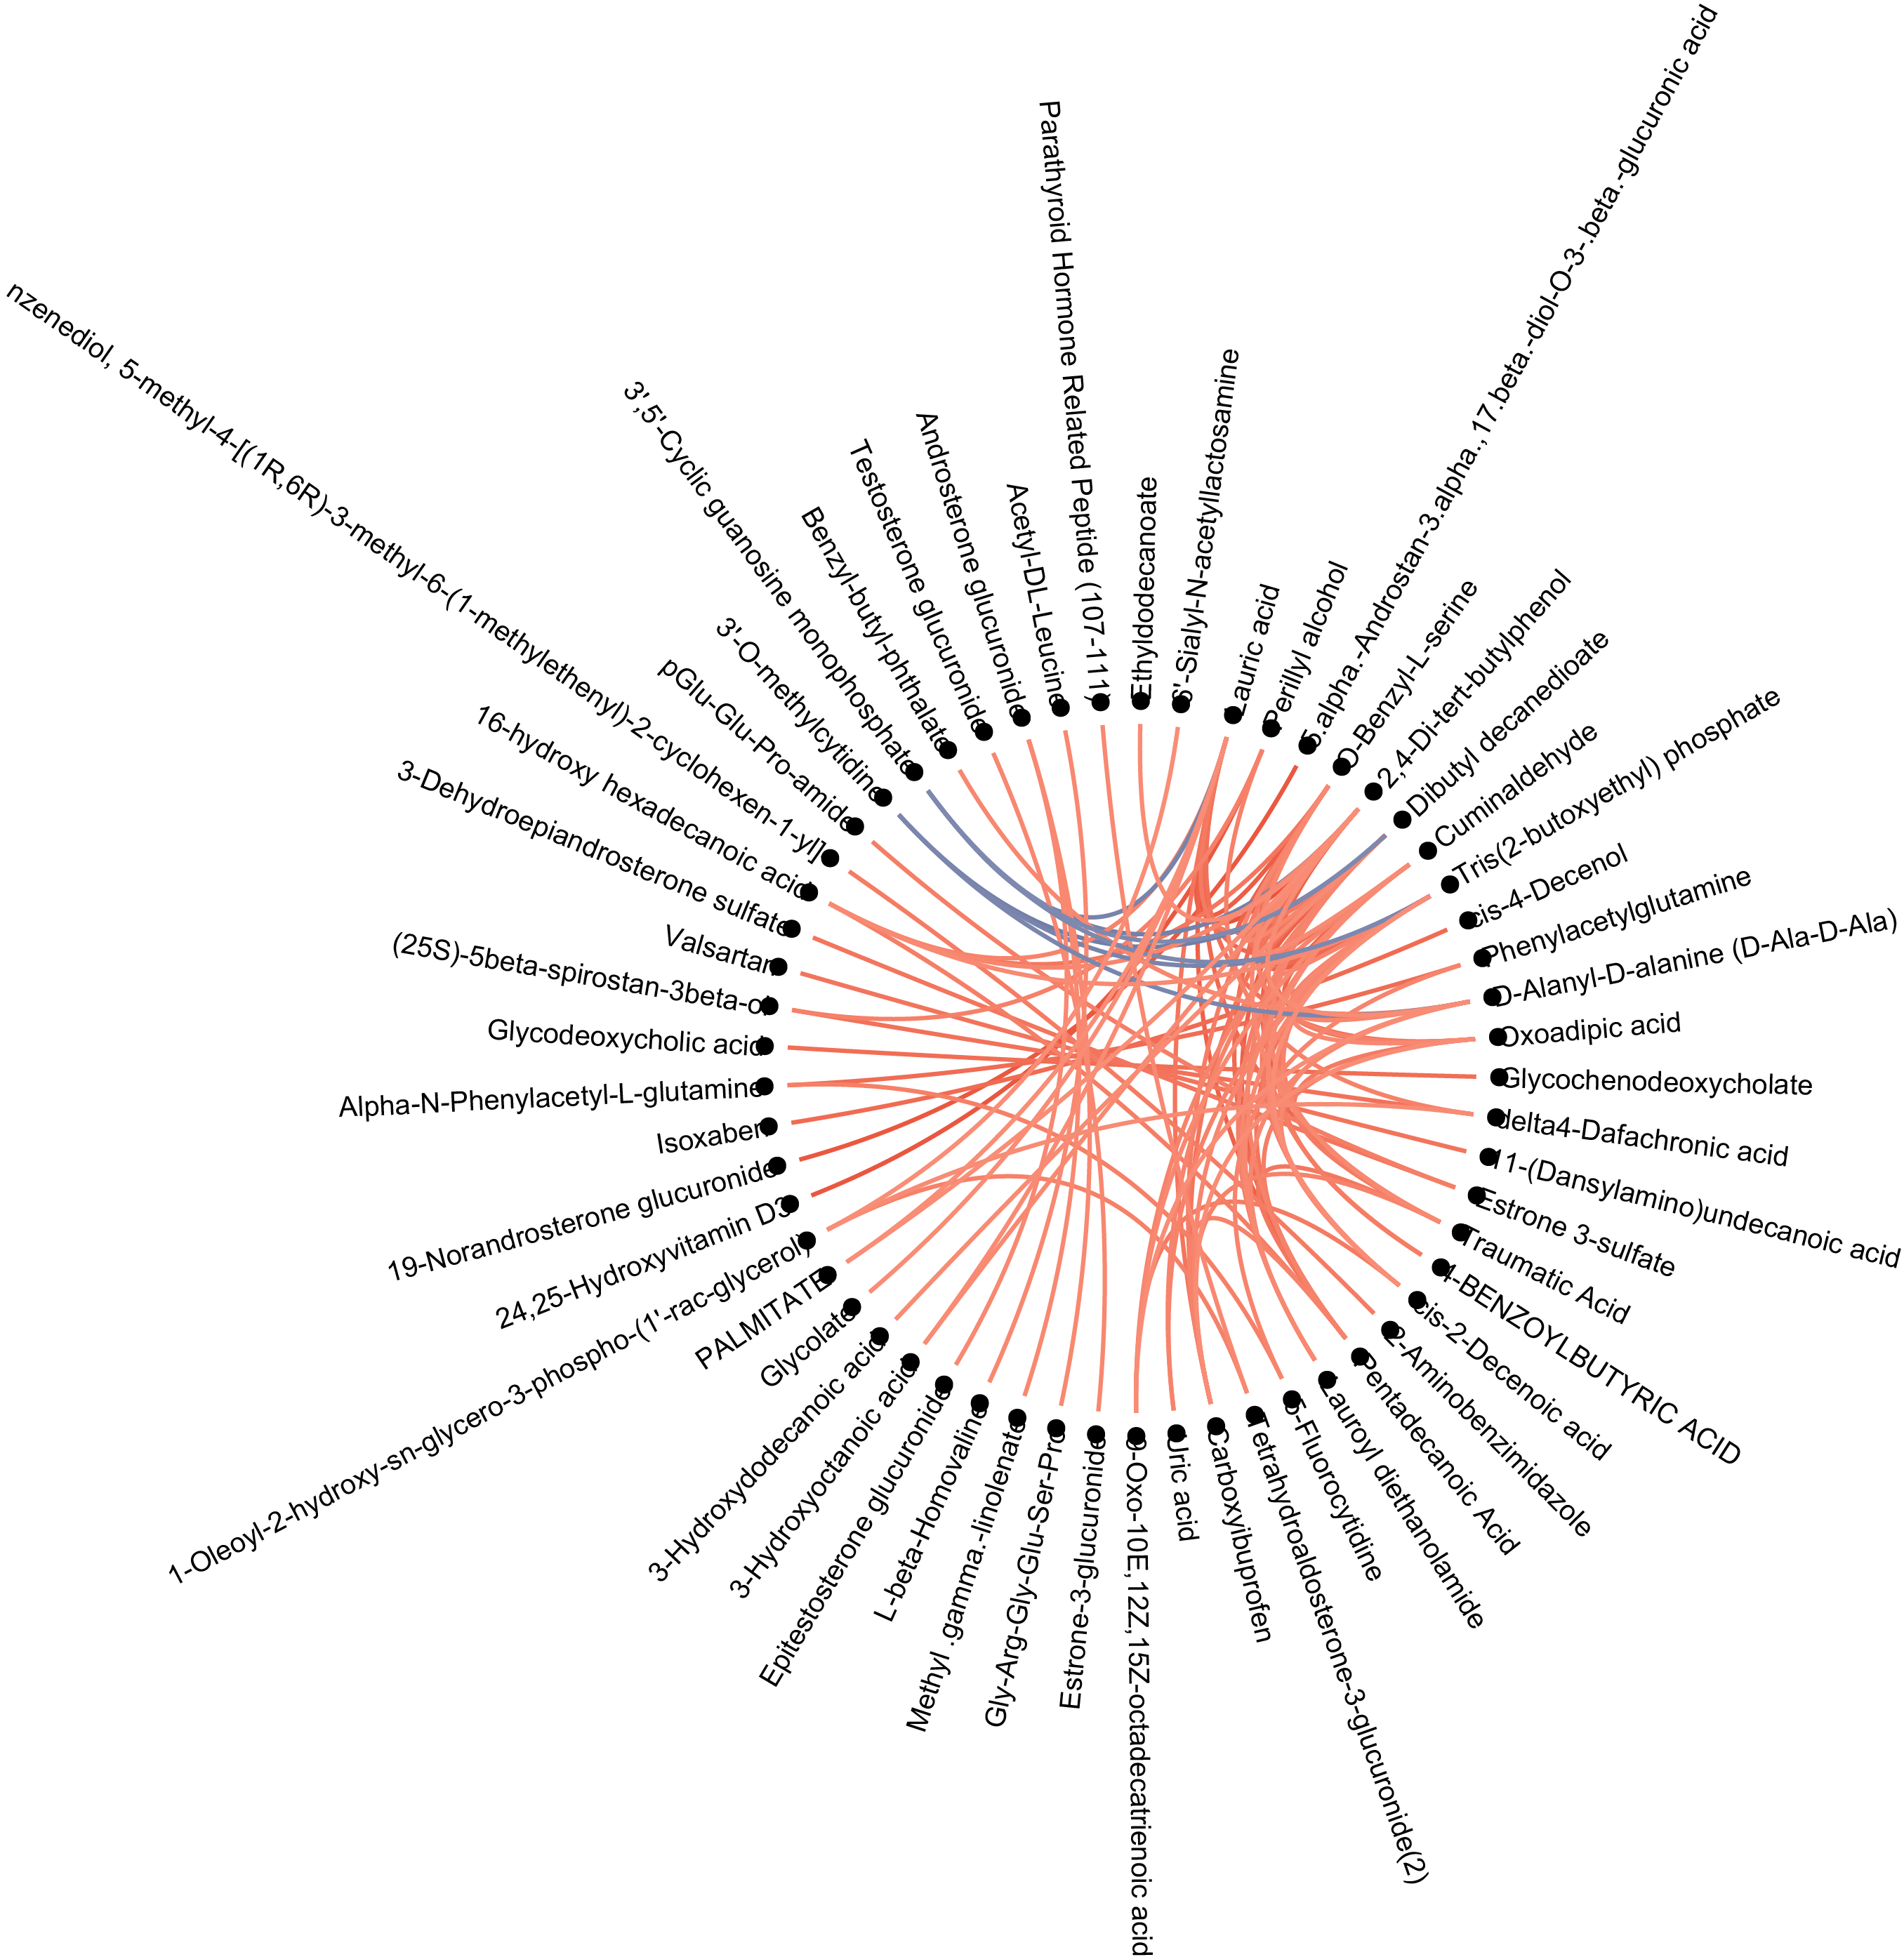 Parathyroid Hormone Related Peptide (107-111)
Ethyldopecaouate
6'-Sialyl-N-acetyllactosamine
Lauric acid
Perillyl alcohol
5.alpha.-Androstan-3.alpha.,17.beta.-diol-O-3-.beta.-glucuronic acid
O-Benzyl-L-serine
2,4-Di-tert-butylphenol
Dibutyl decanedioate
Cuminaldehyde
Tris(2-butoxyethyl) phosphate
cis-4-Decenol
Phenylacetylglutamine
D-Alanyl-D-alanine (D-Ala-D-Ala)
Oxoadipic acid
Glycochenodeoxycholate
delta4-Dafachronic acid
11-(Dansylamino)undecanoic acid
Estrone 3-sulfate
Traumatic Acid
4-BENZOYLBUTYRIC ACID
cis-2-Decenoic acid
2-Aminobenzimidazole
Pentadecanoic Acid
Lauroyl diethanolamide
5-Fluorocytidine
Tetrahydroaldosterone-3-glucuronide(2)
Carboxyibuprofen
Uric acid
9-Oxo-10E,12Z,15Z-octadecatrienoic acid
Estrone-3-glucuronide
Gly-Arg-Gly-Glu-Ser-Pro
Methyl .gamma.-linolenate
L-beta-Homovaline
Epitestosterone glucuronide
3-Hydroxyoctanoic acid
3-Hydroxydodecanoic acid
Glycolate
PALMITATE
1-Oleoyl-2-hydroxy-sn-glycero-3-phospho-(1'-rac-glycerol)
24,25-Hydroxyvitamin D3
19-Norandrosterone glucuronide
Isoxaben
Alpha-N-Phenylacetyl-L-glutamine
Glycodeoxycholic acid
(25S)-5beta-spirostan-3beta-ol
Valsartan
3-Dehydroepiandrosterone sulfate
16-hydroxy hexadecanoic acid
nzenediol, 5-methyl-4-[(1R,6R)-3-methyl-6-(1-methylethenyl)-2-cyclohexen-1-yl]
pGlu-Glu-Pro-amide
3'-O-methylcytidine
3',5'-Cyclic guanosine monophosphate
Benzyl-butyl-phthalate
Testosterone glucuronide
Androsterone glucuronide
Acetyl-DL-Leucine